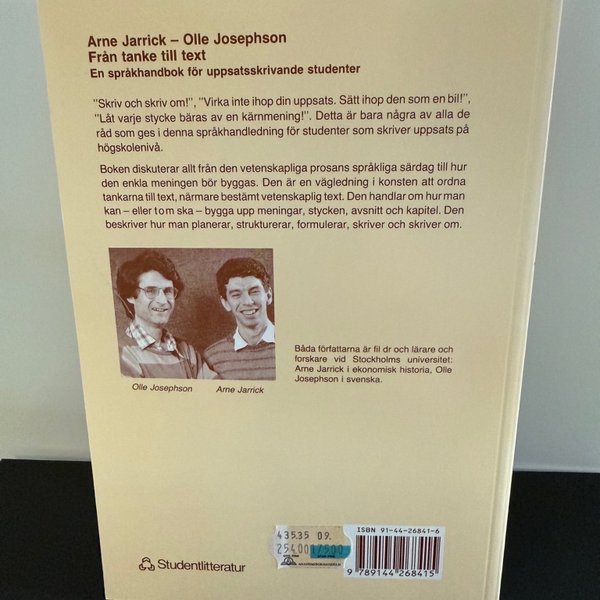 Arne Jarrick – Olle Josephson
Från tanke till text
En språkhandbok för uppsatsskrivande studenter
"Skriv och skriv om!", "Virka inte ihop din uppsats. Sätt ihop den som en bil!",
"Låt varje stycke bäras av en kärnmening!". Detta är bara några av alla de
råd som ges i denna språkhandledning för studenter som skriver uppsats på
högskolenivå.
Boken diskuterar allt från den vetenskapliga prosans språkliga särdag till hur
den enkla meningen bör byggas. Den är en vägledning i konsten att ordna
tankarna till text, närmare bestämt vetenskaplig text. Den handlar om hur man
kan – eller t o m ska – bygga upp meningar, stycken, avsnitt och kapitel. Den
beskriver hur man planerar, strukturerar, formulerar, skriver och skriver om.
Olle Josephson Arne Jarrick
Båda författarna är fil dr och lärare och
forskare vid Stockholms universitet:
Arne Jarrick i ekonomisk historia, Olle
Josephson i svenska.
Studentlitteratur
435.35 09.
254.00
ISBN 91-44-26841-6
9 789144 268415